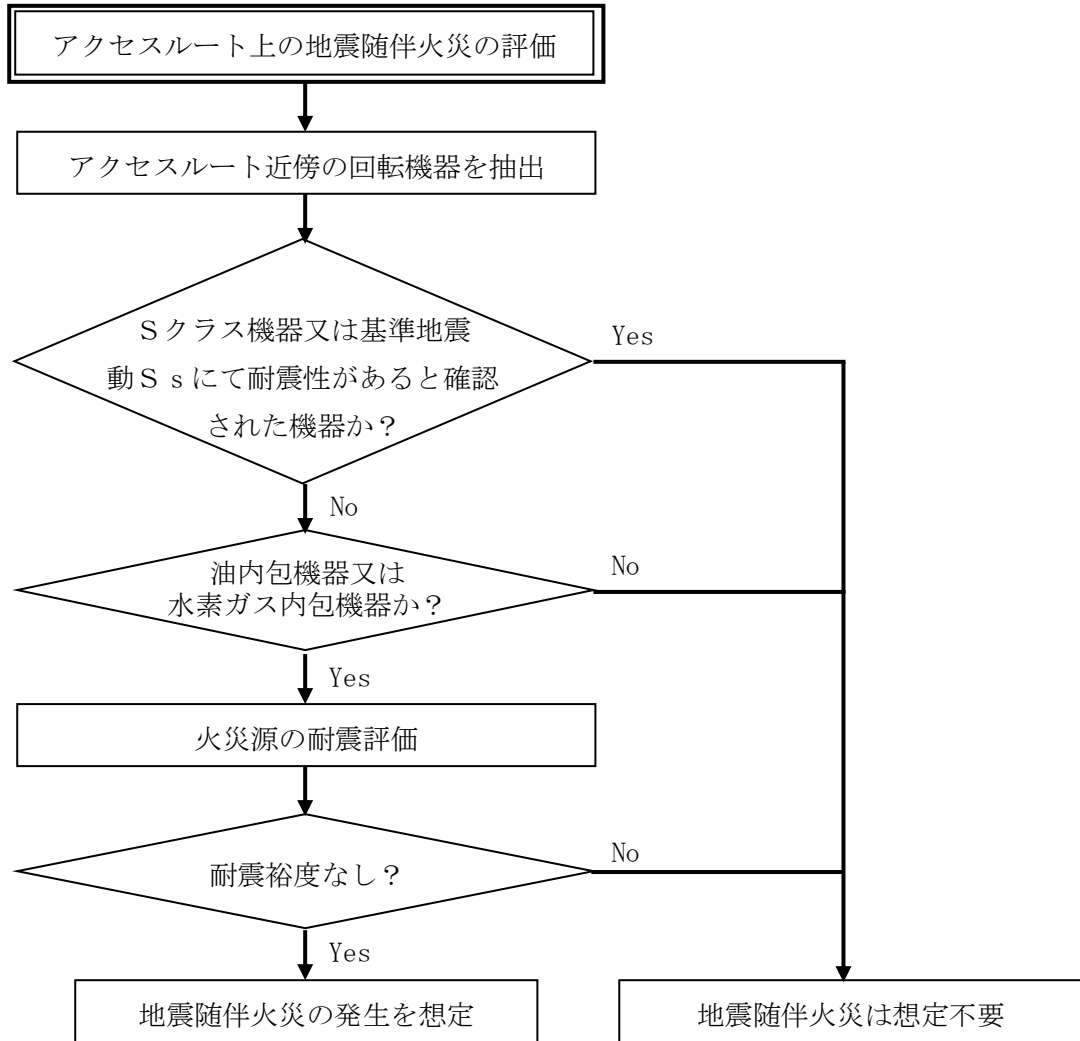 アクセスルート上の地震随伴火災の評価
アクセスルート近傍の回転機器を抽出
Ｓクラス機器又は基準地震
動Ｓｓにて耐震性があると確認
された機器か？
Yes
No
油内包機器又は
水素ガス内包機器か？
No
Yes
火災源の耐震評価
耐震裕度なし？
No
Yes
地震随伴火災の発生を想定
地震随伴火災は想定不要